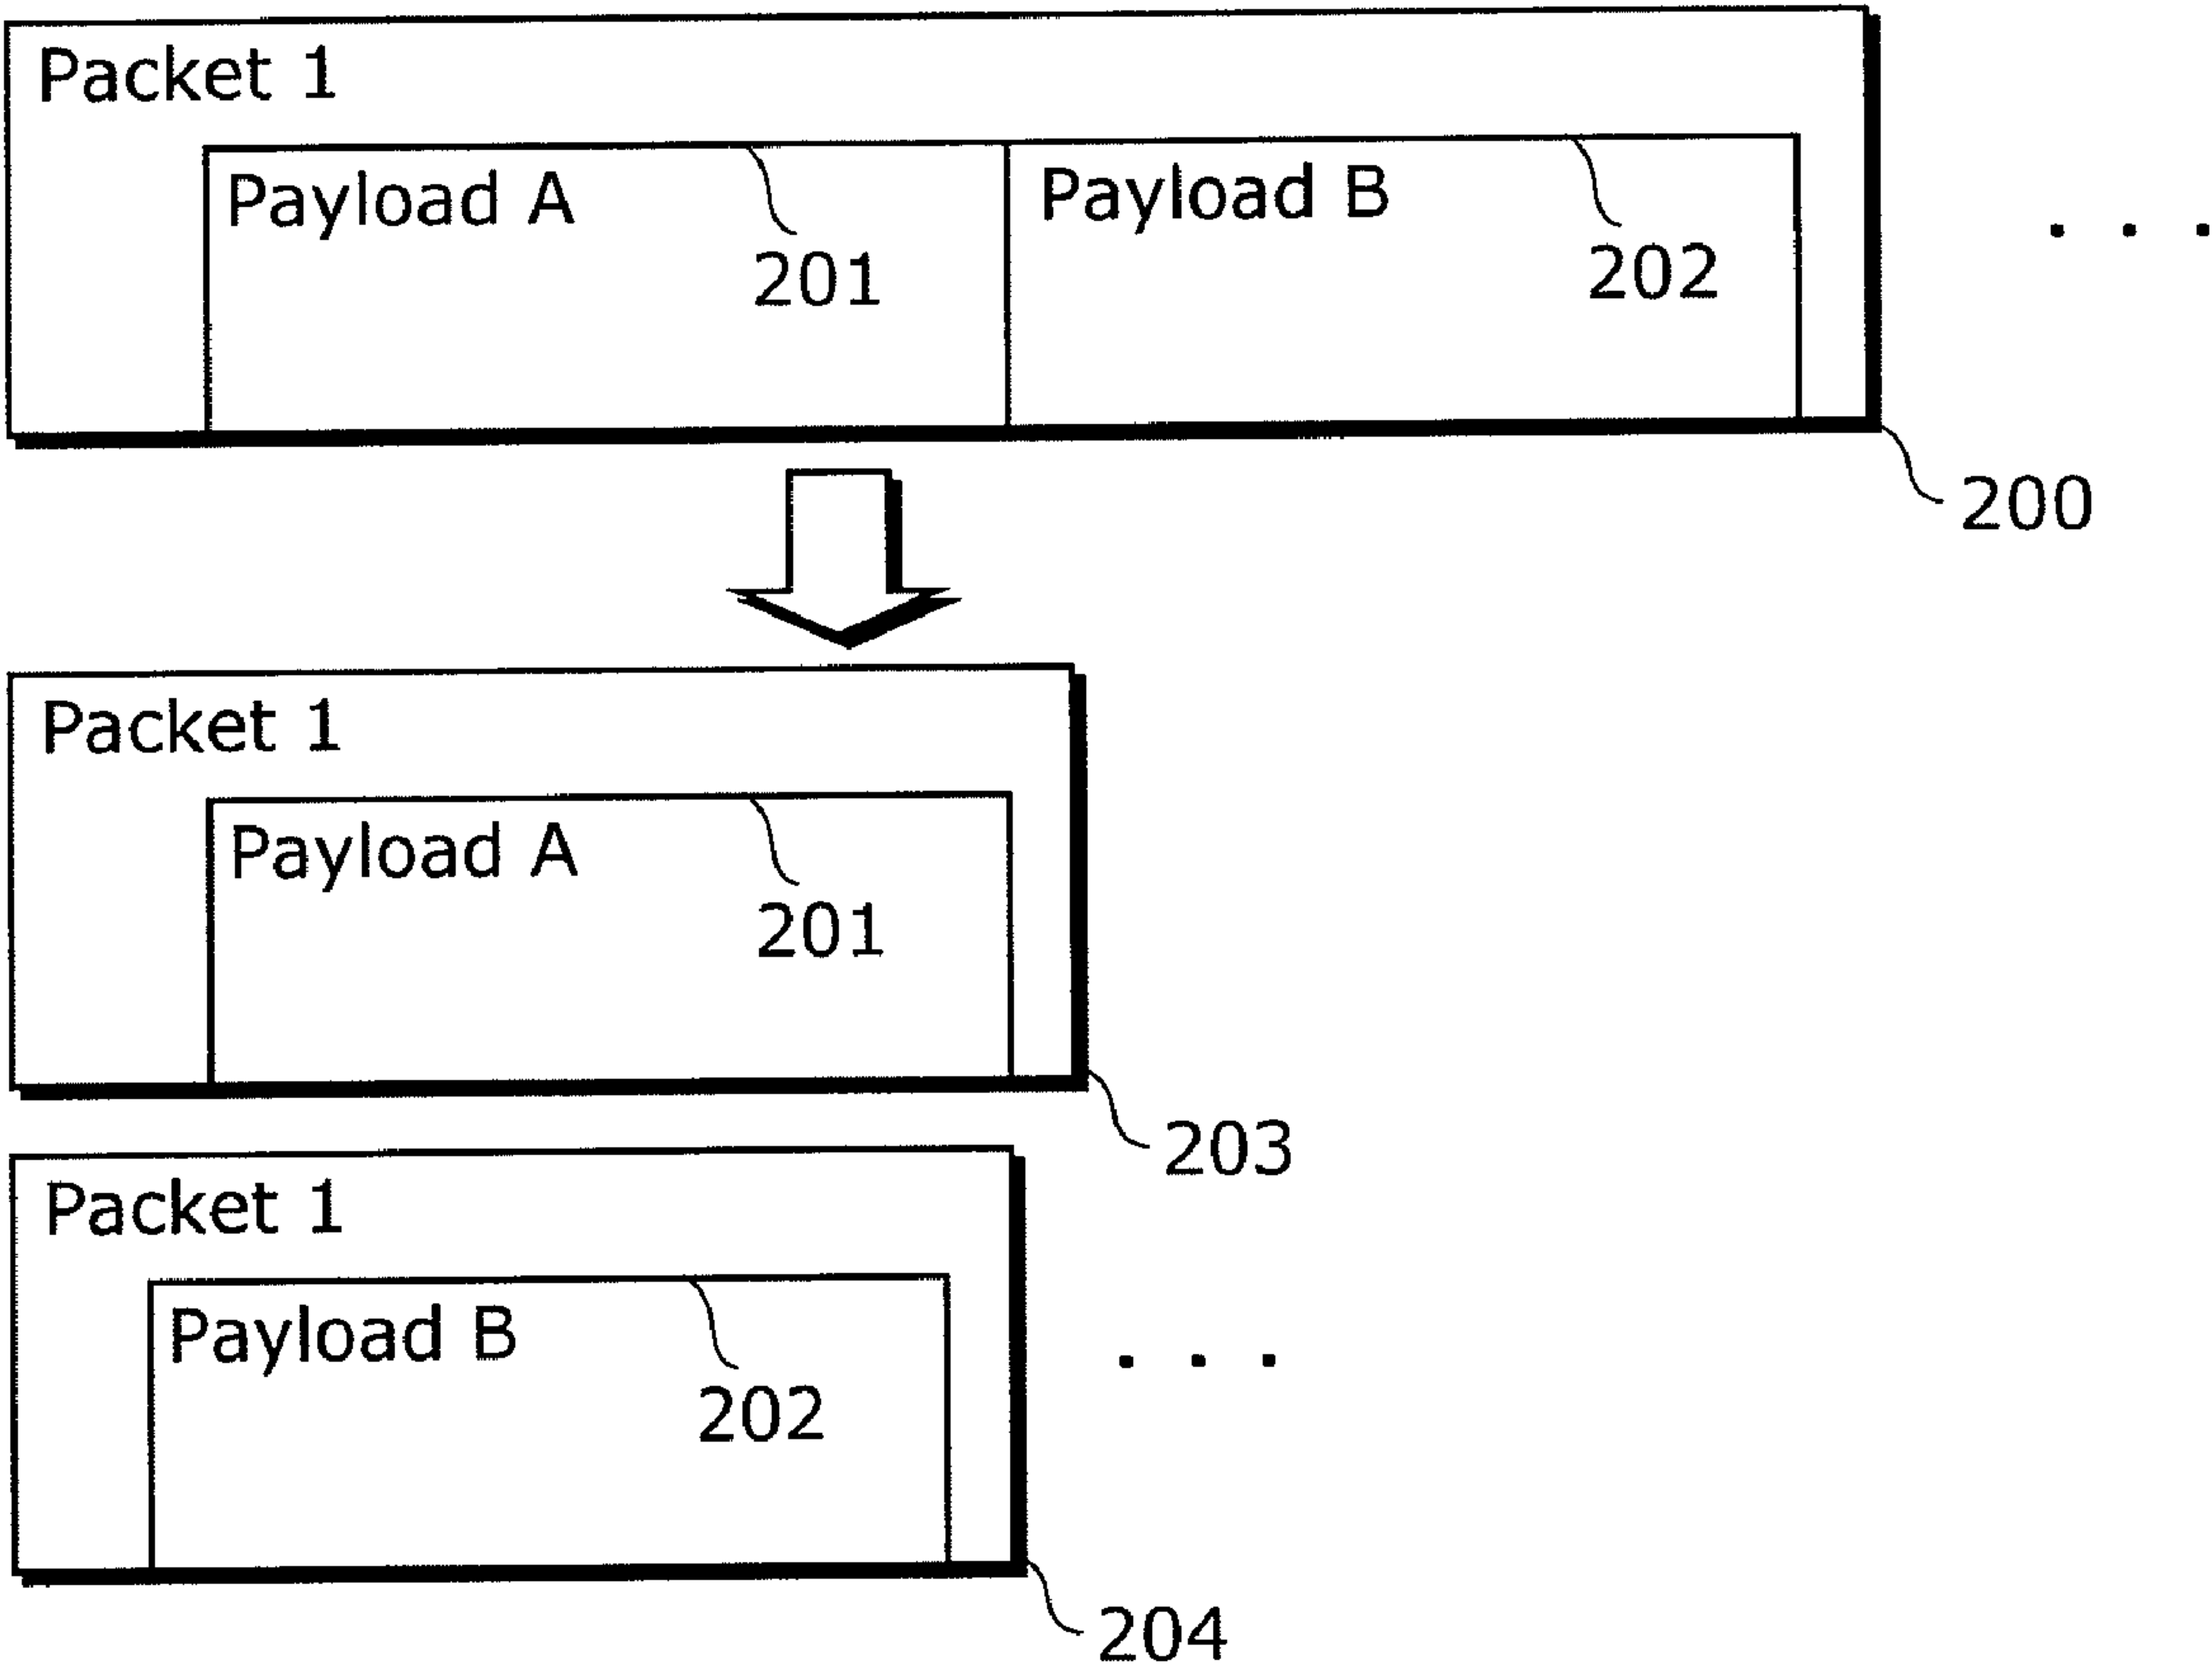 Packet 1
Payload A
Payload B
201
202
. . .
200
Packet 1
Payload A
201
203
Packet 1
Payload B
202
. . .
204